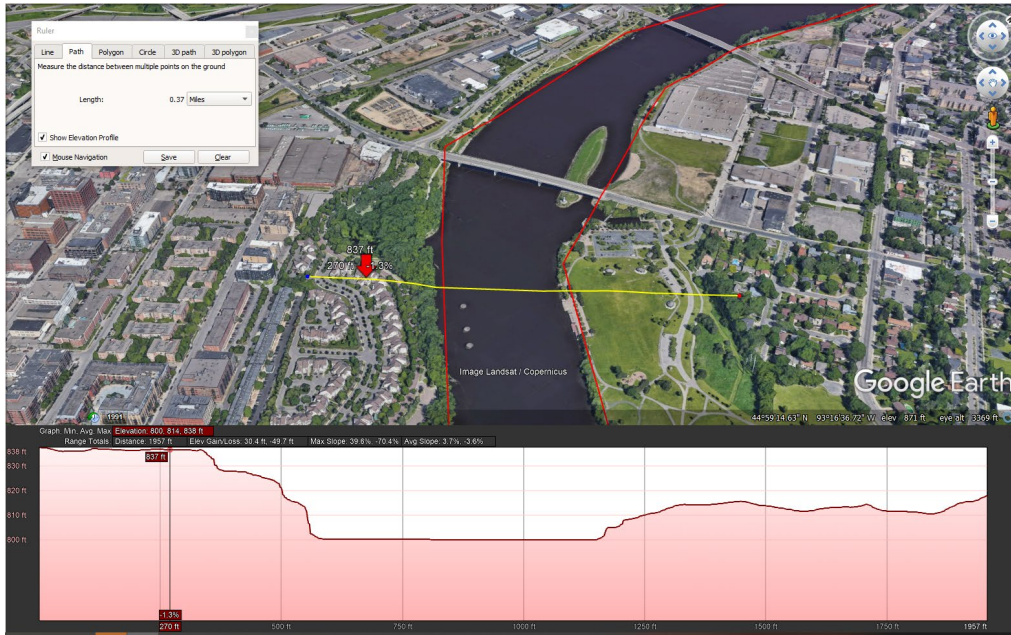 Ruler
Line Path Polygon Circle 3D path 3D polygon
Measure the distance between multiple points on the ground
Length: 0.37 Miles
Show Elevation Profile
Mouse Navigation Save Clear
837 ft
270 ft -1.3%
Image Landsat / Copernicus
Google Earth
1991
44°59'14.63" N 93°16'36.72" W elev 871 ft eye alt 3369 ft
Graph: Min, Avg, Max Elevation: 800, 814, 838 ft
Range Totals: Distance: 1957 ft Elev Gain/Loss: 30.4 ft, -49.7 ft Max Slope: 39.6%, -70.4% Avg Slope: 3.7%, -3.6%
838 ft
837 ft
830 ft
820 ft
810 ft
800 ft
-1.3%
270 ft 500 ft 750 ft 1000 ft 1250 ft 1500 ft 1750 ft 1957 ft